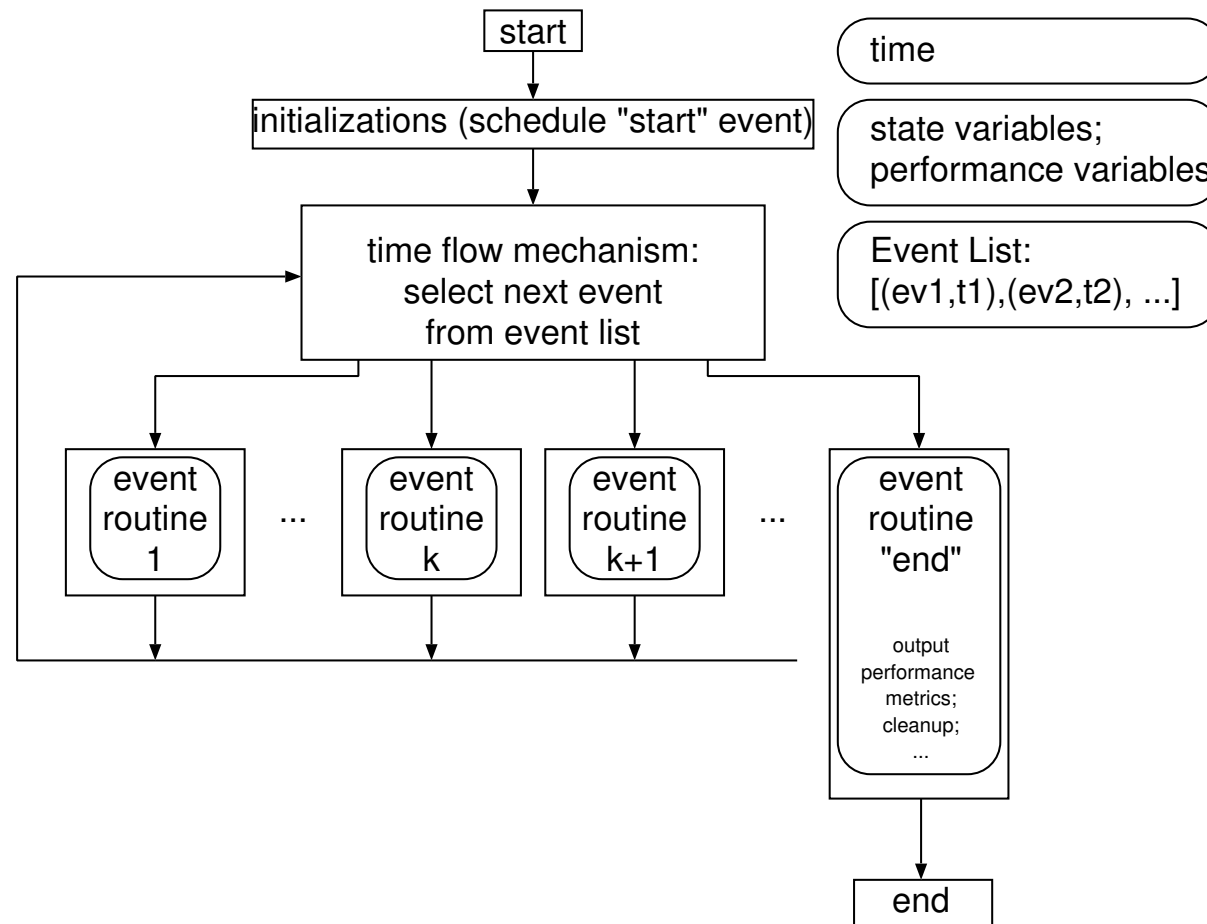 start
time
initializations (schedule "start" event)
state variables;
performance variables
time flow mechanism:
select next event
from event list
Event List:
[(ev1,t1),(ev2,t2), ...]
event
routine
1
...
event
routine
k
event
routine
k+1
...
event
routine
"end"
output
performance
metrics;
cleanup;
...
end